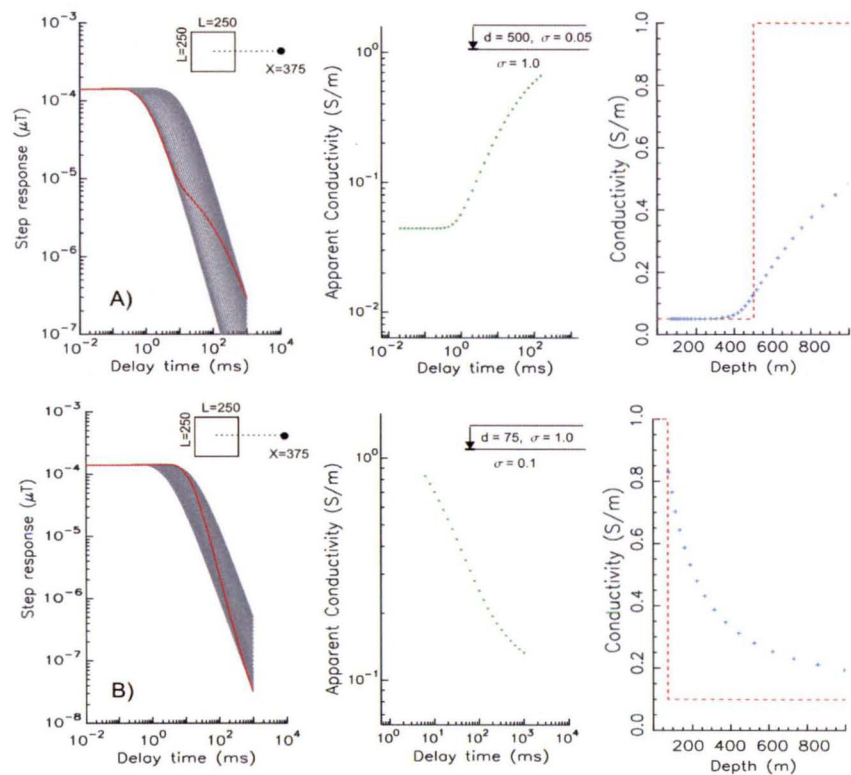 L=250
L=250
X=375
Step response (μT)
10⁻³
10⁻⁴
10⁻⁵
10⁻⁶
10⁻⁷
A)
10⁻² 10⁰ 10² 10⁴
Delay time (ms)
Apparent Conductivity (S/m)
10⁰
10⁻¹
10⁻²
d = 500, σ = 0.05
σ = 1.0
10⁻² 10⁰ 10²
Delay time (ms)
Conductivity (S/m)
0.0 0.2 0.4 0.6 0.8 1.0
200 400 600 800
Depth (m)
L=250
L=250
X=375
Step response (μT)
10⁻³
10⁻⁴
10⁻⁵
10⁻⁶
10⁻⁷
10⁻⁸
B)
10⁻² 10⁰ 10² 10⁴
Delay time (ms)
Apparent Conductivity (S/m)
10⁰
10⁻¹
d = 75, σ = 1.0
σ = 0.1
10⁰ 10¹ 10² 10³ 10⁴
Delay time (ms)
Conductivity (S/m)
0.0 0.2 0.4 0.6 0.8 1.0
200 400 600 800
Depth (m)